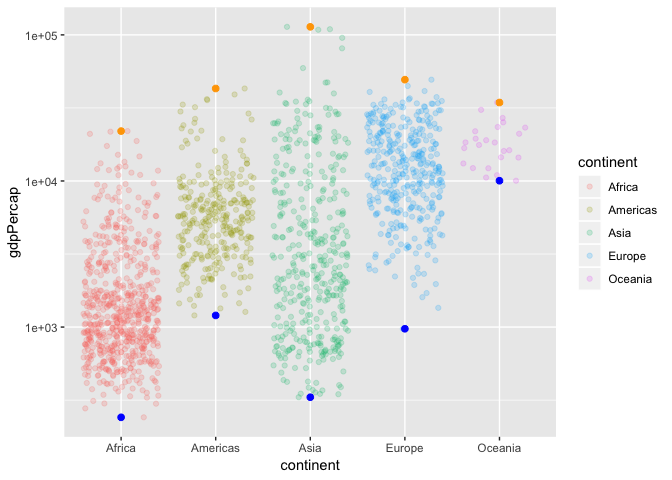 1e+05
1e+04
1e+03
gdpPercap
Africa Americas Asia Europe Oceania
continent
continent
Africa
Americas
Asia
Europe
Oceania